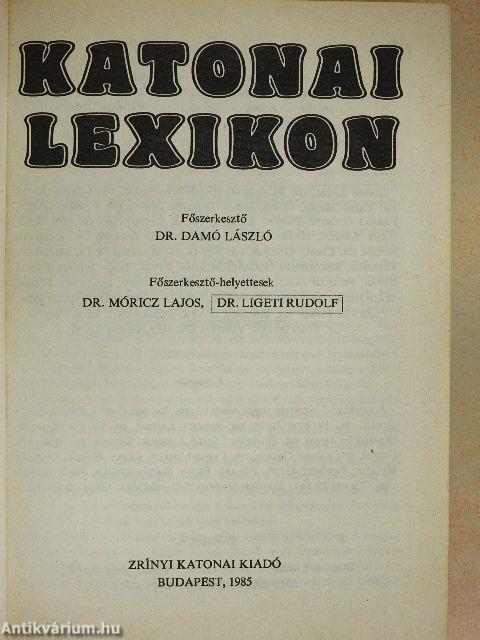 KATONAI
LEXIKON
Főszerkesztő
DR. DAMÓ LÁSZLÓ
Főszerkesztő-helyettesek
DR. MÓRICZ LAJOS, DR. LIGETI RUDOLF
ZRÍNYI KATONAI KIADÓ
BUDAPEST, 1985
Antikvárium.hu